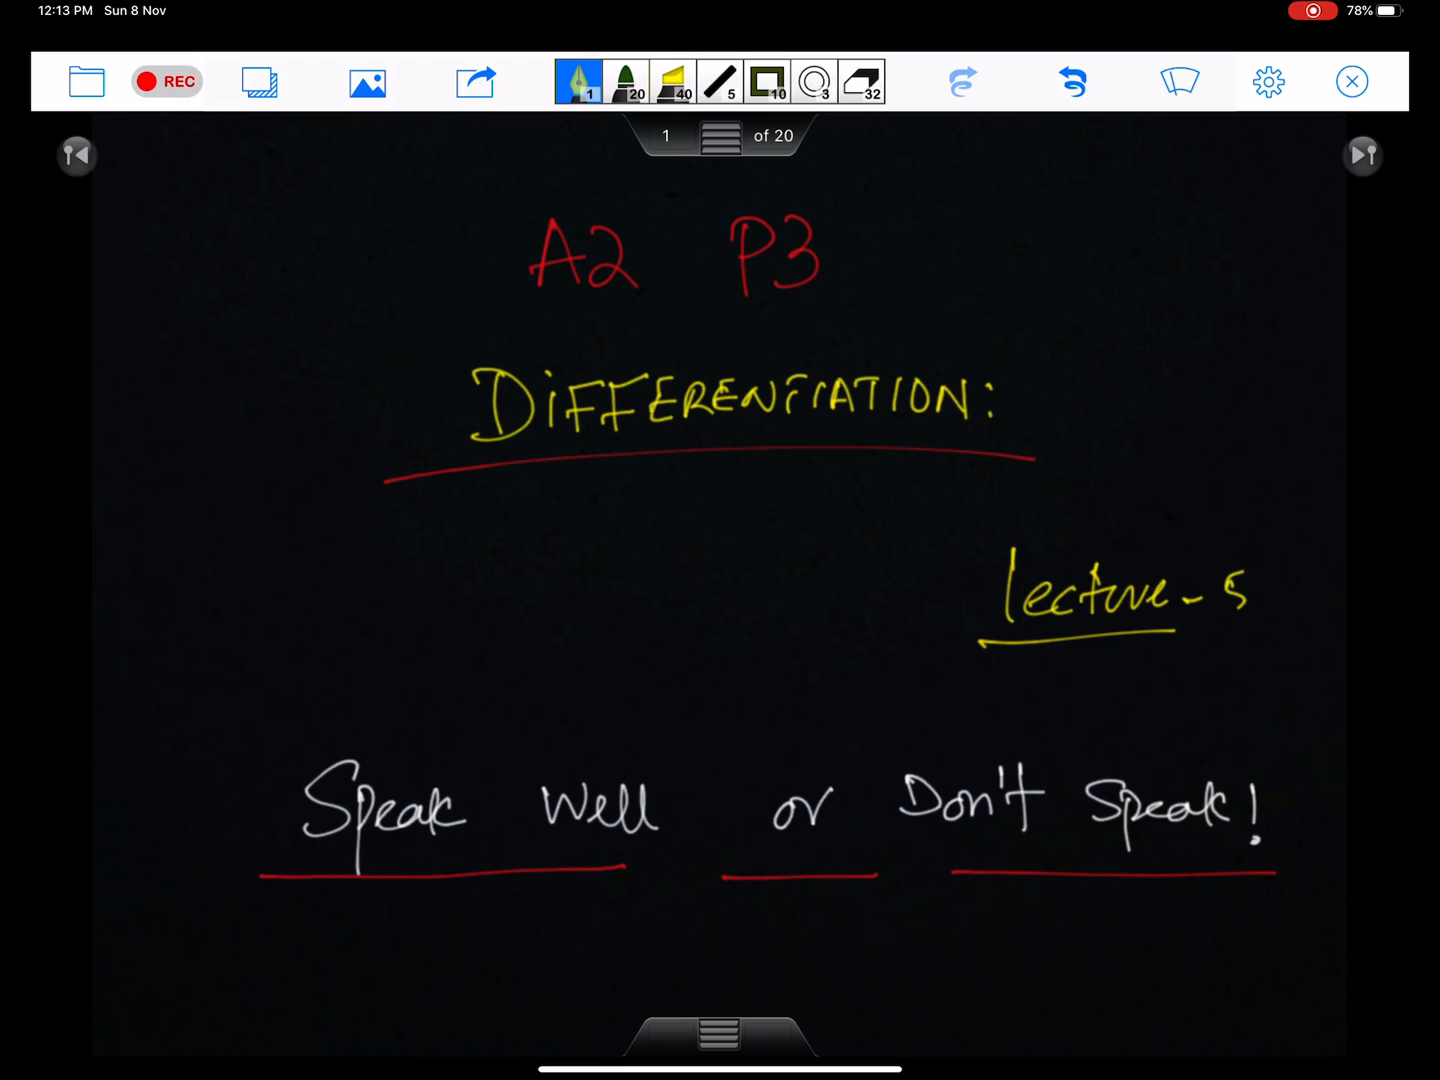 12:13 PM Sun 8 Nov 78%
REC 1 20 40 5 10 3 32
1 of 20
A2 P3
DiFFERENTIATION:
lecture - 5
Speak Well or Don't Speak!